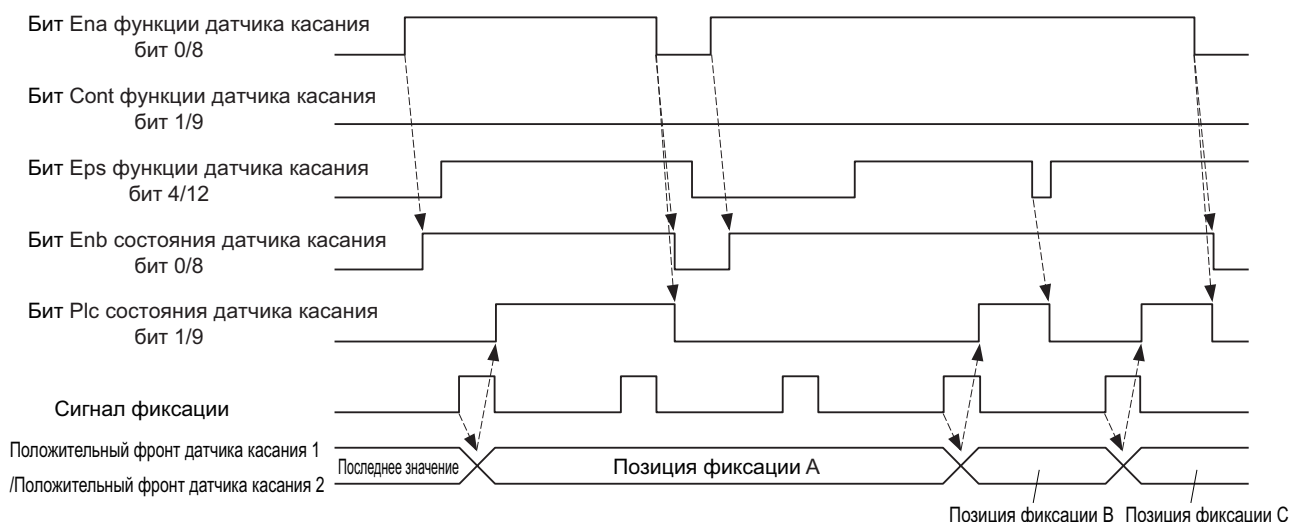 Бит Ena функции датчика касания
бит 0/8
Бит Cont функции датчика касания
бит 1/9
Бит Eps функции датчика касания
бит 4/12
Бит Enb состояния датчика касания
бит 0/8
Бит Plc состояния датчика касания
бит 1/9
Сигнал фиксации
Положительный фронт датчика касания 1
/Положительный фронт датчика касания 2
Последнее значение
Позиция фиксации A
Позиция фиксации B
Позиция фиксации C